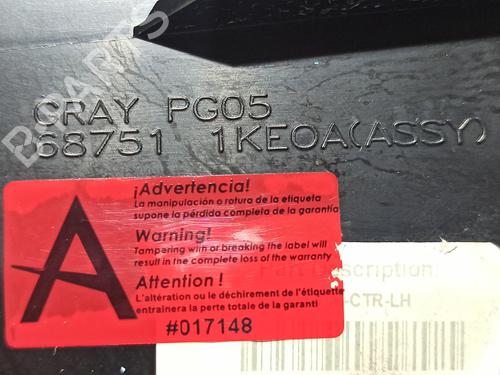 CRAY PG05
68751 1KE0A(ASSY)
¡Advertencia!
La manipulación o rotura de la etiqueta
supone la pérdida completa de la garantía
Warning!
Tampering with or breaking the label will
result in the complete loss of the warranty
Attention !
L'altération ou le déchirement de l'étiquette
entraînera la perte totale de la garanti
#017148
Part Description:
-CTR-LH